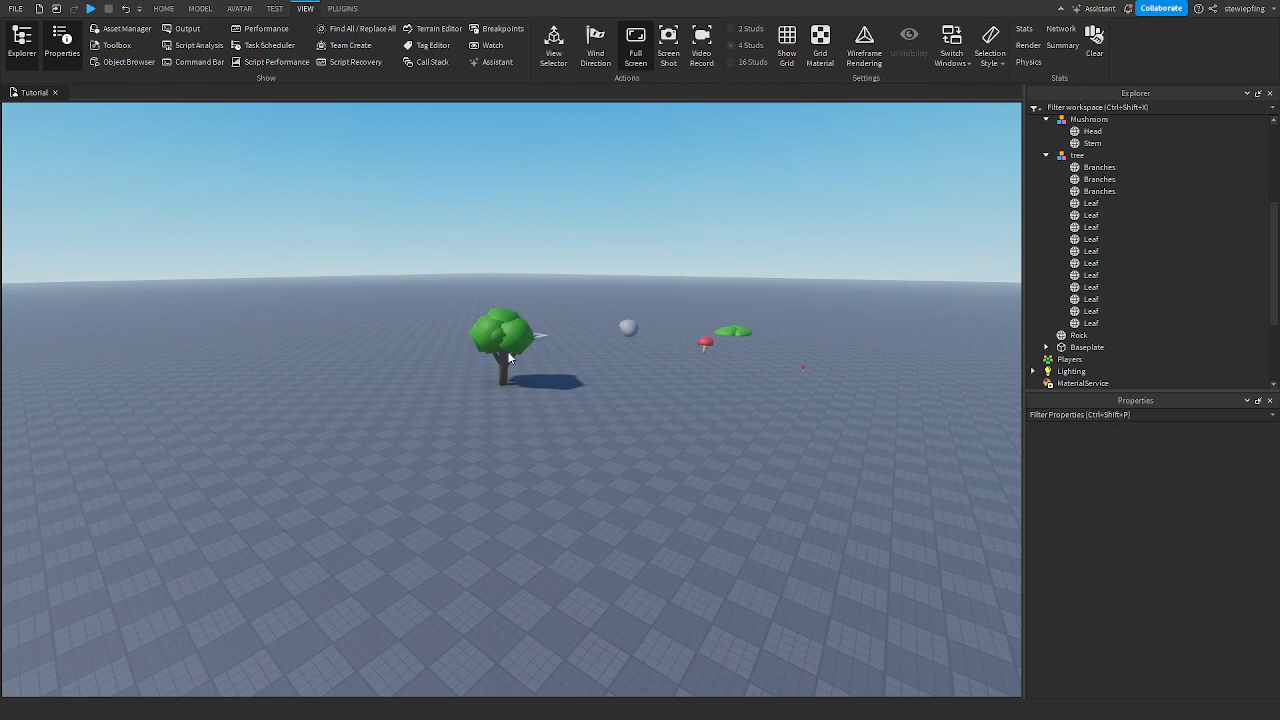 FILE HOME MODEL AVATAR TEST VIEW PLUGINS Assistant Collaborate stewiepfing
Explorer Properties
Asset Manager Output Performance Find All / Replace All Terrain Editor Breakpoints
Toolbox Script Analysis Task Scheduler Team Create Tag Editor Watch
Object Browser Command Bar Script Performance Script Recovery Call Stack Assistant
Show
View Selector
Wind Direction
Full Screen
Screen Shot
Video Record
Actions
2 Studs
4 Studs
16 Studs
Show Grid
Grid Material
Wireframe Rendering
UI Visibility
Switch Windows
Selection Style
Settings
Stats Network
Render Summary
Physics
Clear
Stats
Tutorial
Explorer
Filter workspace (Ctrl+Shift+X)
Mushroom
Head
Stem
tree
Branches
Branches
Branches
Leaf
Leaf
Leaf
Leaf
Leaf
Leaf
Leaf
Leaf
Leaf
Leaf
Leaf
Rock
Baseplate
Players
Lighting
MaterialService
Properties
Filter Properties (Ctrl+Shift+P)